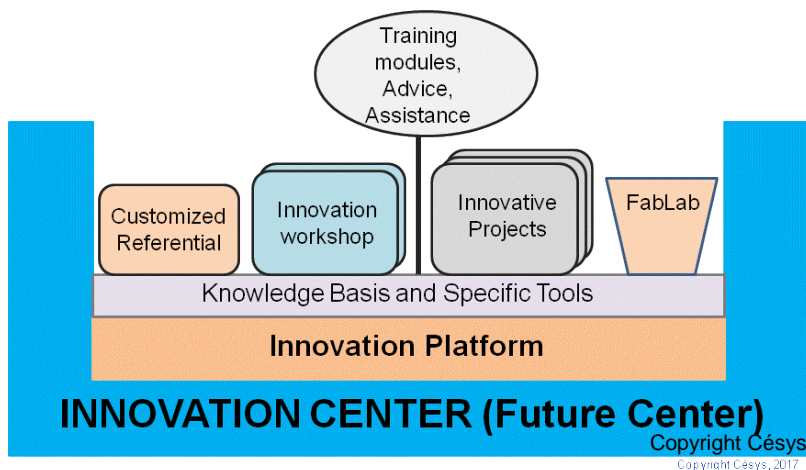 Training
modules,
Advice,
Assistance
Customized
Referential
Innovation
workshop
Innovative
Projects
FabLab
Knowledge Basis and Specific Tools
Innovation Platform
INNOVATION CENTER (Future Center)
Copyright Césys
Copyright Césys, 2017